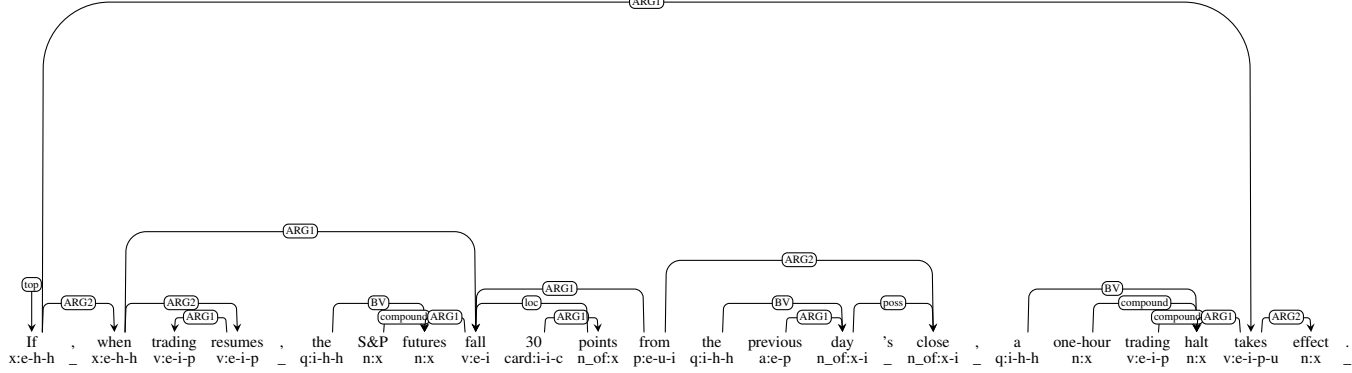 ARG1
ARG1
ARG2
top
ARG1
ARG2 ARG2 BV loc BV poss BV compound
ARG1 compound ARG1 ARG1 ARG1 compound ARG1 ARG2
If , when trading resumes , the S&P futures fall 30 points from the previous day 's close , a one-hour trading halt takes effect .
x:e-h-h _ x:e-h-h v:e-i-p v:e-i-p _ q:i-h-h n:x n:x v:e-i card:i-i-c n_of:x p:e-u-i q:i-h-h a:e-p n_of:x-i _ n_of:x-i _ q:i-h-h n:x v:e-i-p n:x v:e-i-p-u n:x _